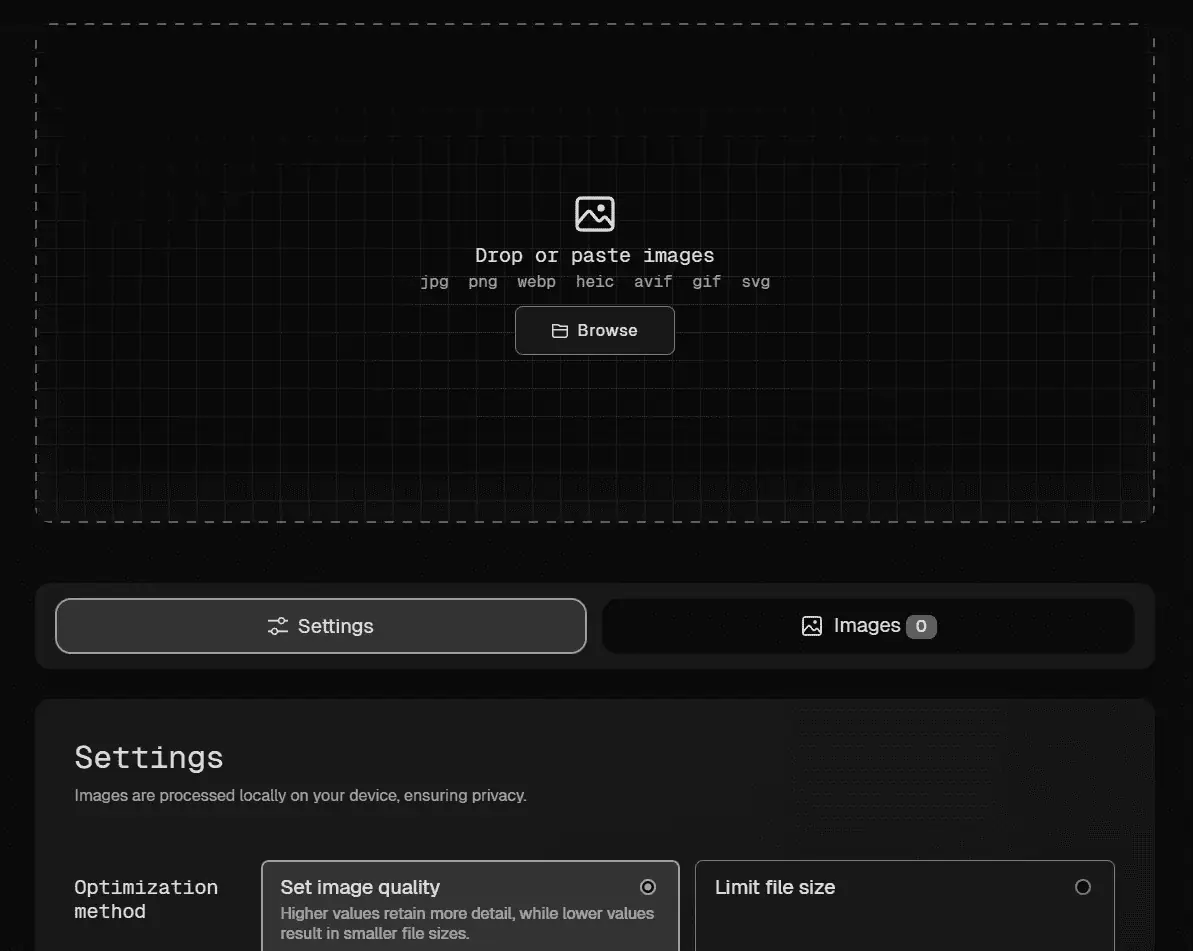 Drop or paste images
jpg png webp heic avif gif svg
Browse
Settings
Images 0
Settings
Images are processed locally on your device, ensuring privacy.
Optimization
method
Set image quality
Higher values retain more detail, while lower values
result in smaller file sizes.
Limit file size